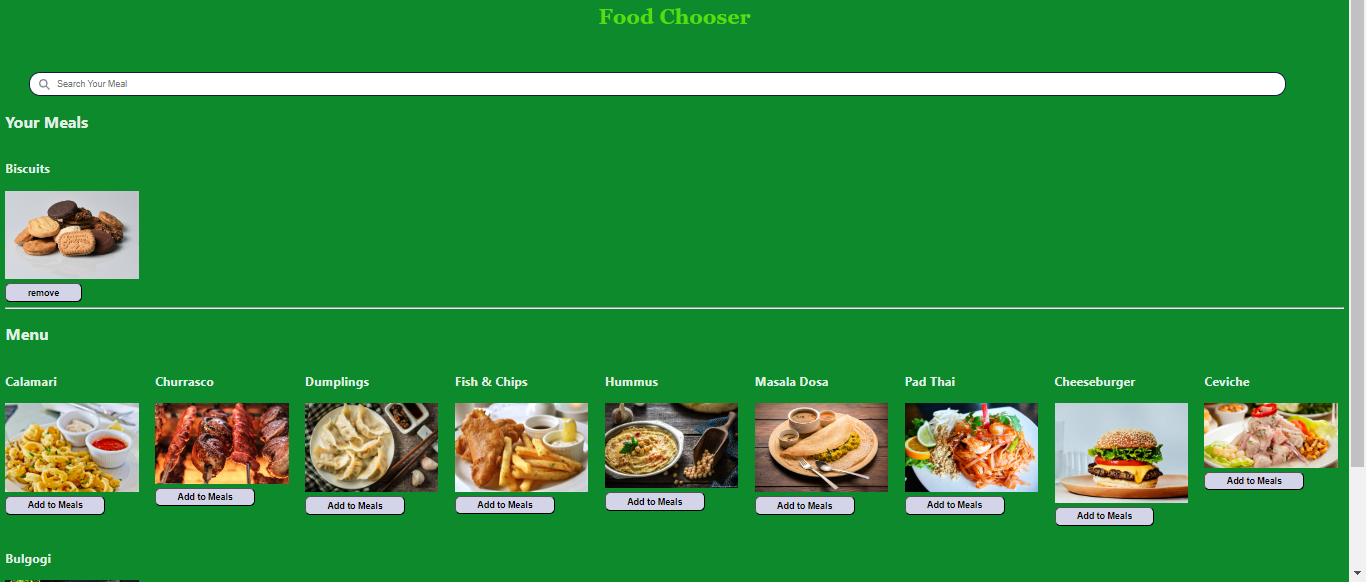 Food Chooser
Search Your Meal
Your Meals
Biscuits
remove
Menu
Calamari
Churrasco
Dumplings
Fish & Chips
Hummus
Masala Dosa
Pad Thai
Cheeseburger
Ceviche
Add to Meals
Add to Meals
Add to Meals
Add to Meals
Add to Meals
Add to Meals
Add to Meals
Add to Meals
Add to Meals
Bulgogi